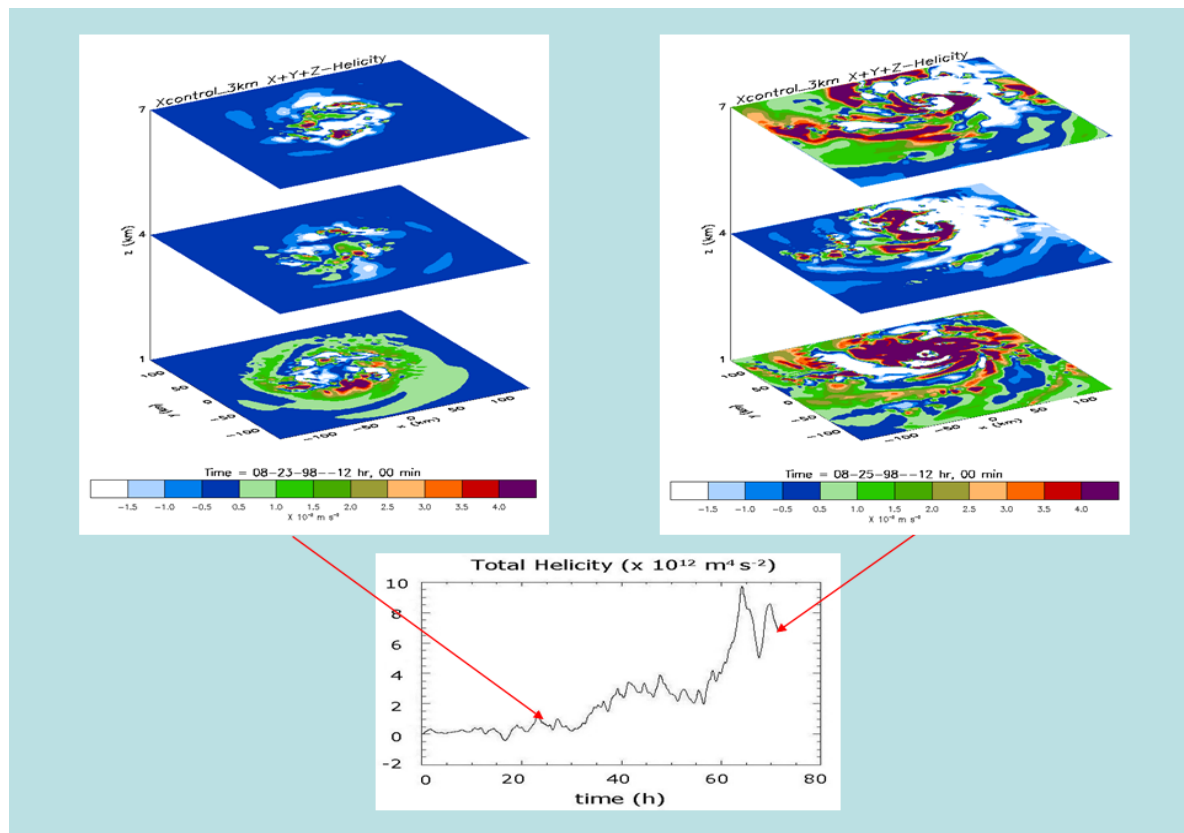 Xcontrol_3km X+Y+Z-Helicity
7
4
1
z (km)
100
50
0
-50
-100
y (km)
-100
-50
0
50
100
x (km)
Time = 08-23-98--12 hr, 00 min
-1.5 -1.0 -0.5 0.5 1.0 1.5 2.0 2.5 3.0 3.5 4.0
Xcontrol_3km X+Y+Z-Helicity
7
4
1
z (km)
100
50
0
-50
-100
y (km)
-100
-50
0
50
100
x (km)
Time = 08-25-98--12 hr, 00 min
-1.5 -1.0 -0.5 0.5 1.0 1.5 2.0 2.5 3.0 3.5 4.0
Total Helicity (x 10¹² m⁴ s⁻²)
10
8
6
4
2
0
-2
0 20 40 60 80
time (h)